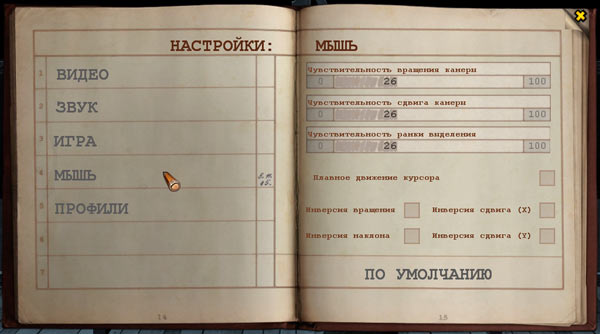 НАСТРОЙКИ: МЫШЬ
1 ВИДЕО
2 ЗВУК
3 ИГРА
4 МЫШЬ
5 ПРОФИЛИ
6
7
14
Чувствительность вращения камеры
0 26 100
Чувствительность сдвига камеры
0 26 100
Чувствительность рамки выделения
0 26 100
Плавное движение курсора
Инверсия вращения Инверсия сдвига (X)
Инверсия наклона Инверсия сдвига (Y)
ПО УМОЛЧАНИЮ
15